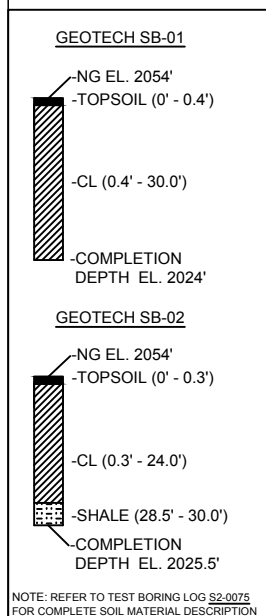 GEOTECH SB-01
-NG EL. 2054'
-TOPSOIL (0' - 0.4')
-CL (0.4' - 30.0')
-COMPLETION
DEPTH EL. 2024'
GEOTECH SB-02
-NG EL. 2054'
-TOPSOIL (0' - 0.3')
-CL (0.3' - 24.0')
-SHALE (28.5' - 30.0')
-COMPLETION
DEPTH EL. 2025.5'
NOTE: REFER TO TEST BORING LOG S2-0075
FOR COMPLETE SOIL MATERIAL DESCRIPTION